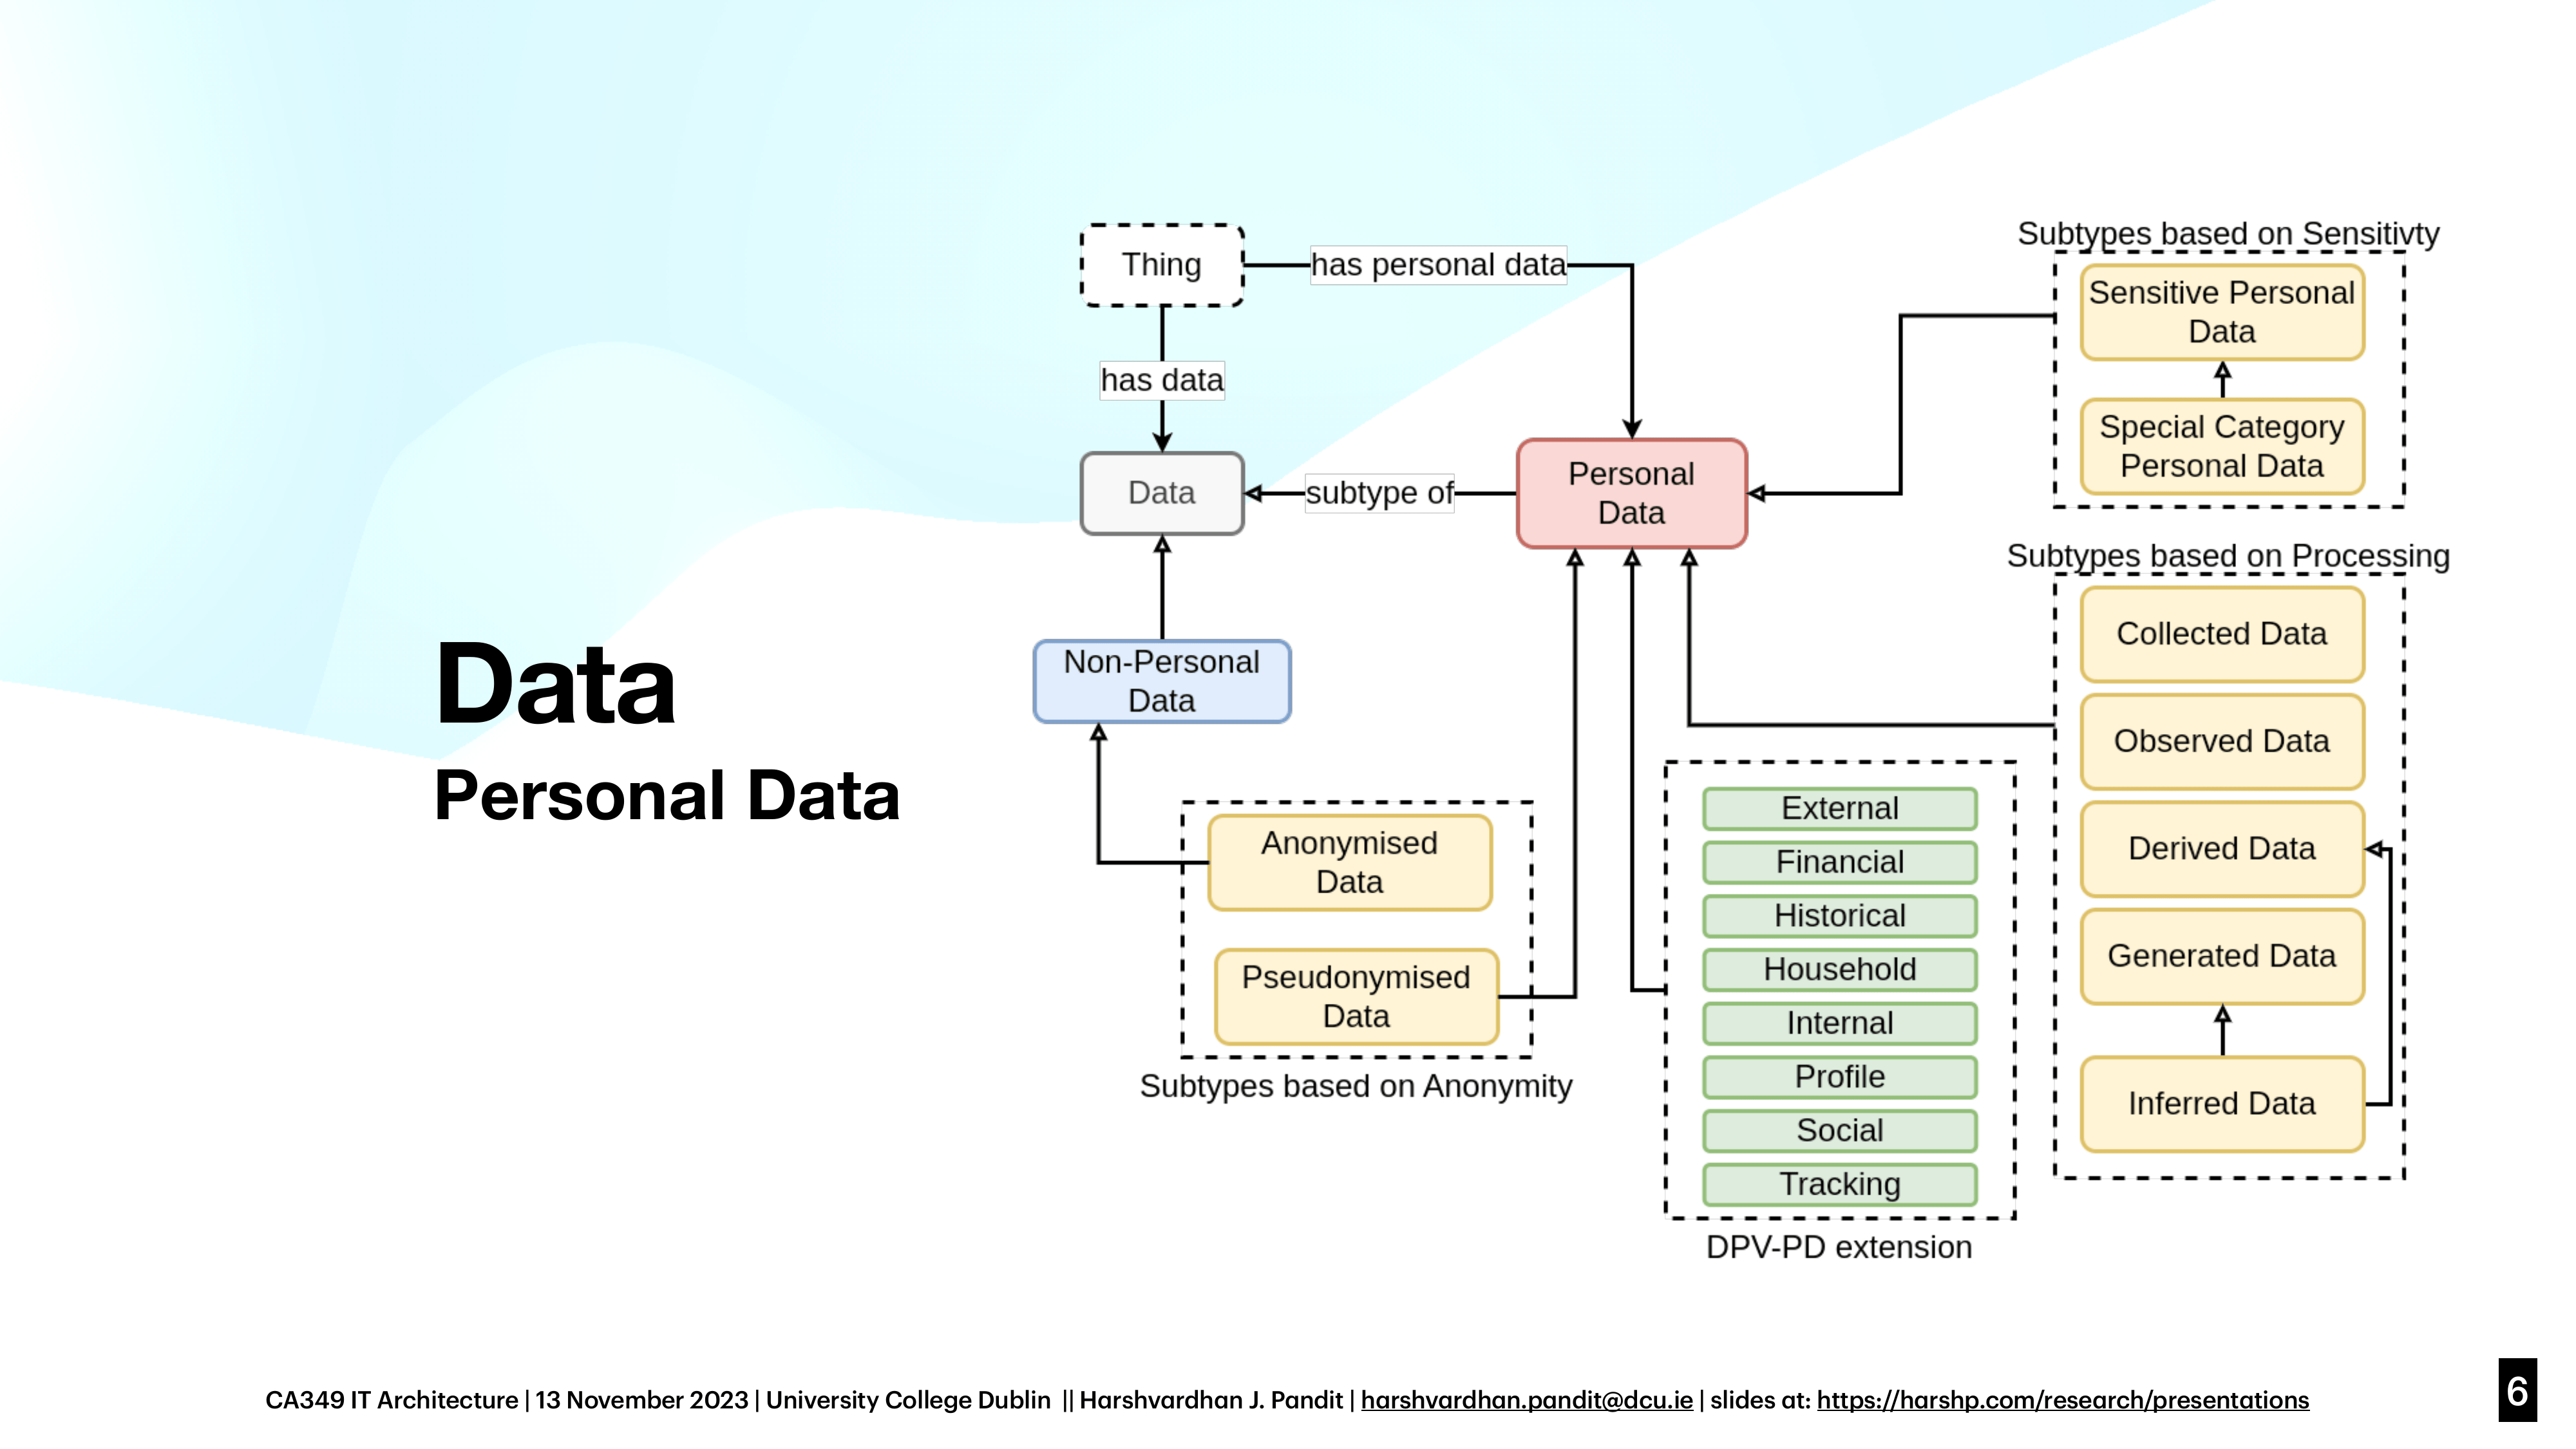 Data
Personal Data
Thing
has personal data
has data
Data
subtype of
Personal
Data
Non-Personal
Data
Anonymised
Data
Pseudonymised
Data
Subtypes based on Anonymity
External
Financial
Historical
Household
Internal
Profile
Social
Tracking
DPV-PD extension
Subtypes based on Sensitivty
Sensitive Personal
Data
Special Category
Personal Data
Subtypes based on Processing
Collected Data
Observed Data
Derived Data
Generated Data
Inferred Data
CA349 IT Architecture | 13 November 2023 | University College Dublin || Harshvardhan J. Pandit | harshvardhan.pandit@dcu.ie | slides at: https://harshp.com/research/presentations
6